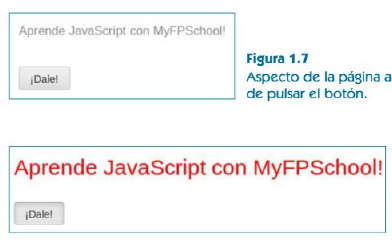 Aprende JavaScript con MyFPSchool!
¡Dale!
Figura 1.7
Aspecto de la página a
de pulsar el botón.
Aprende JavaScript con MyFPSchool!
¡Dale!